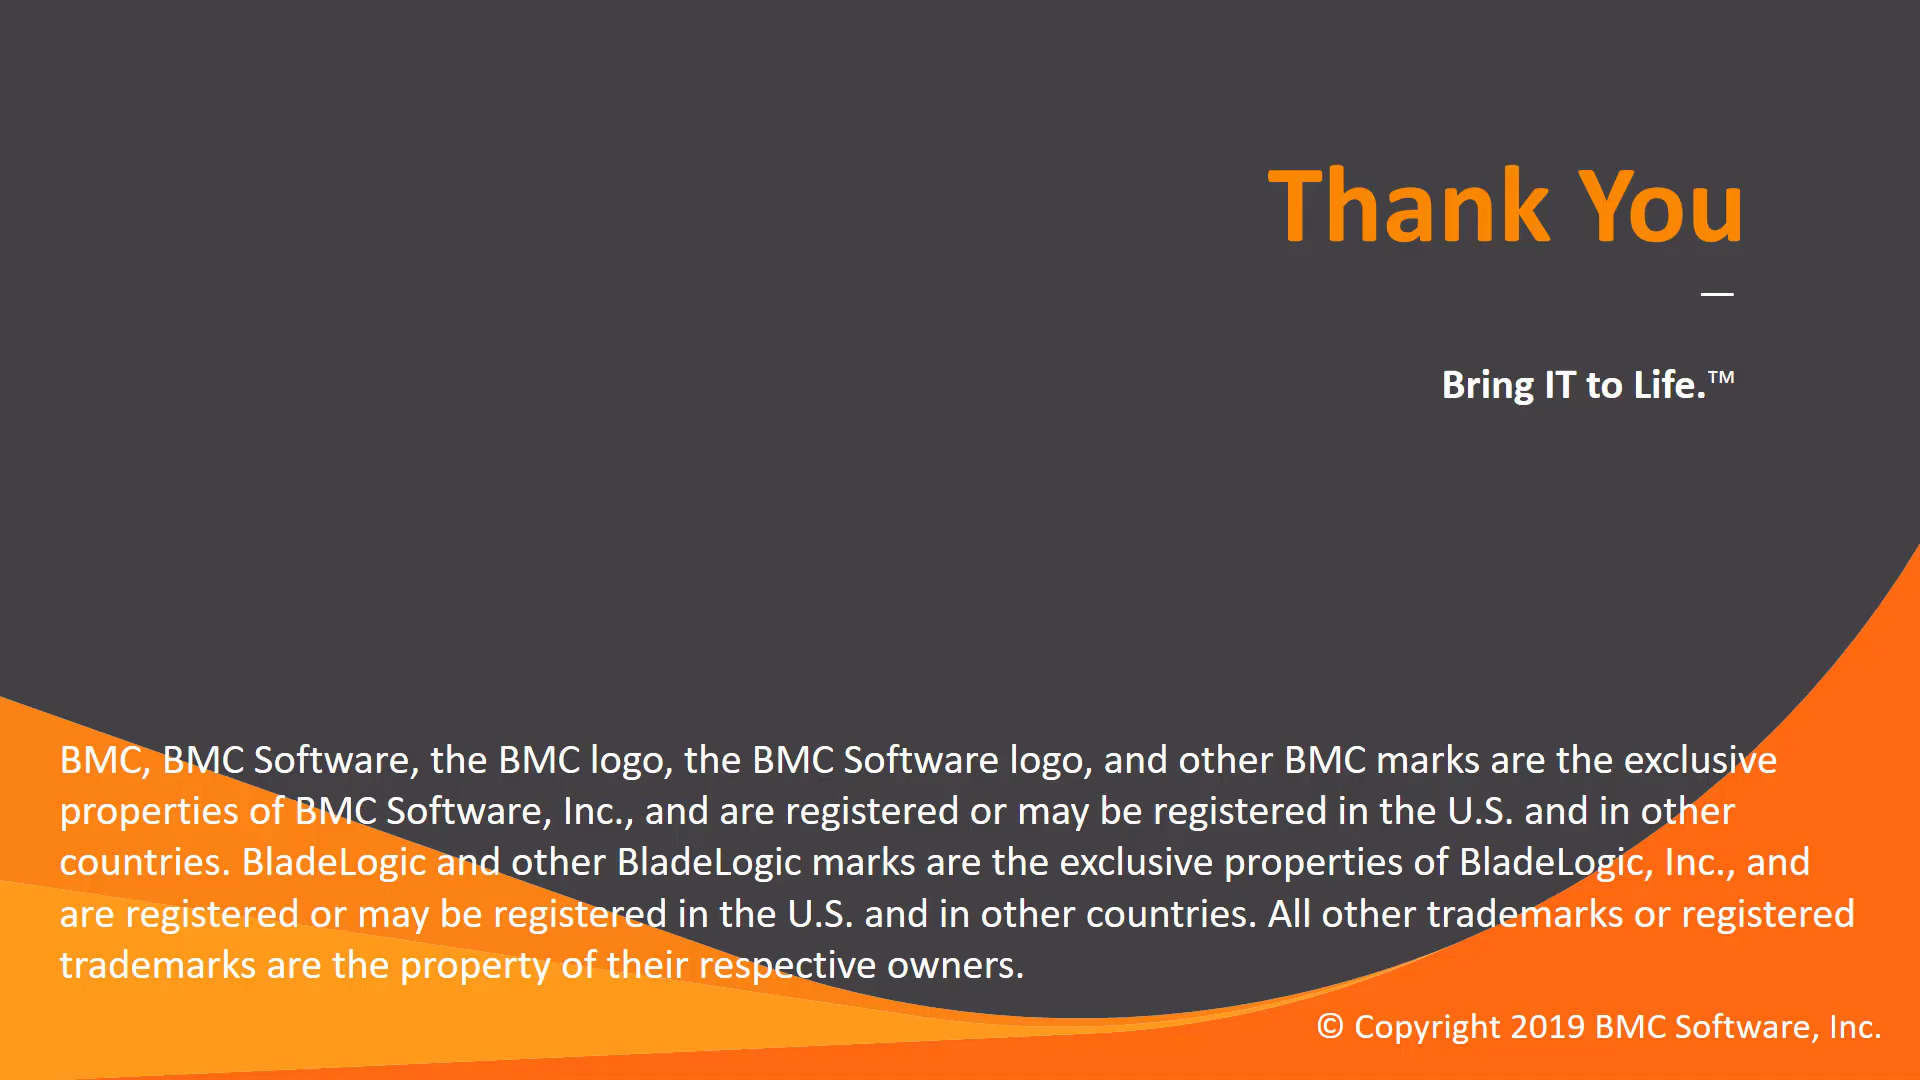 Thank You
Bring IT to Life.™
BMC, BMC Software, the BMC logo, the BMC Software logo, and other BMC marks are the exclusive
properties of BMC Software, Inc., and are registered or may be registered in the U.S. and in other
countries. BladeLogic and other BladeLogic marks are the exclusive properties of BladeLogic, Inc., and
are registered or may be registered in the U.S. and in other countries. All other trademarks or registered
trademarks are the property of their respective owners.
© Copyright 2019 BMC Software, Inc.